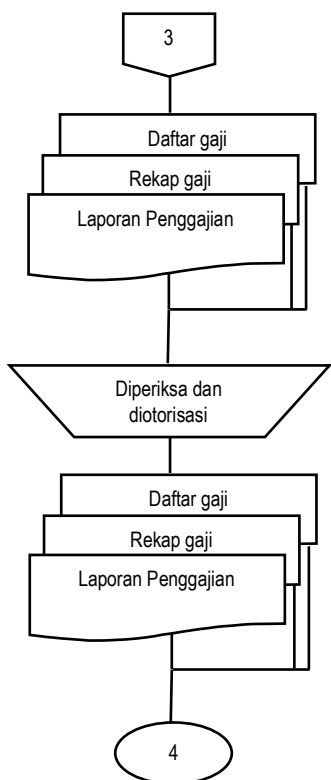 3
Daftar gaji
Rekap gaji
Laporan Penggajian
Diperiksa dan
diotorisasi
Daftar gaji
Rekap gaji
Laporan Penggajian
4